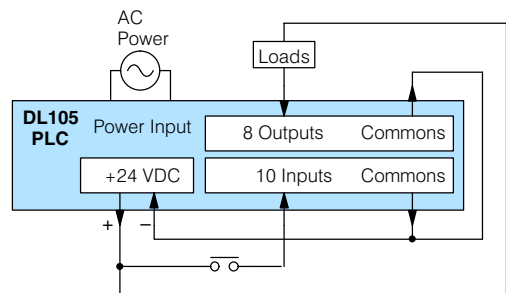 AC
Power
Loads
DL105
PLC
Power Input
8 Outputs Commons
+24 VDC
10 Inputs Commons
+ −